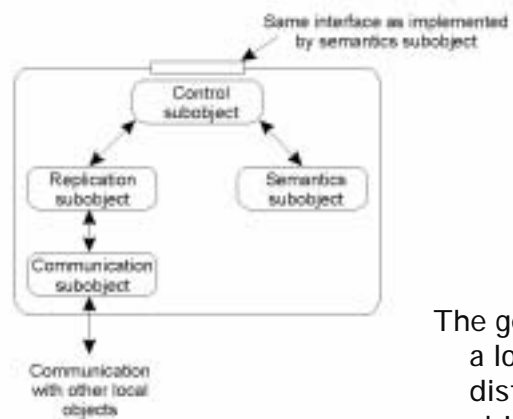 Same interface as implemented
by semantics subobject
Control
subobject
Replication
subobject
Semantics
subobject
Communication
subobject
Communication
with other local
objects
The
a lo
dist